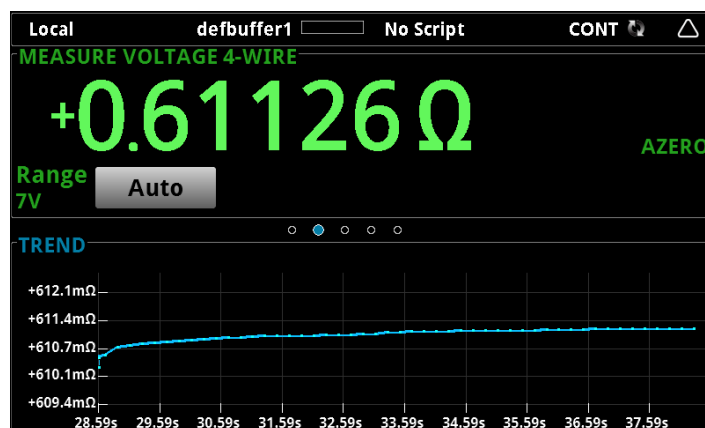 Local defbuffer1 No Script CONT
MEASURE VOLTAGE 4-WIRE
+0.61126 Ω
AZERO
Range Auto
7V
TREND
+612.1mΩ
+611.4mΩ
+610.7mΩ
+610.1mΩ
+609.4mΩ
28.59s 29.59s 30.59s 31.59s 32.59s 33.59s 34.59s 35.59s 36.59s 37.59s